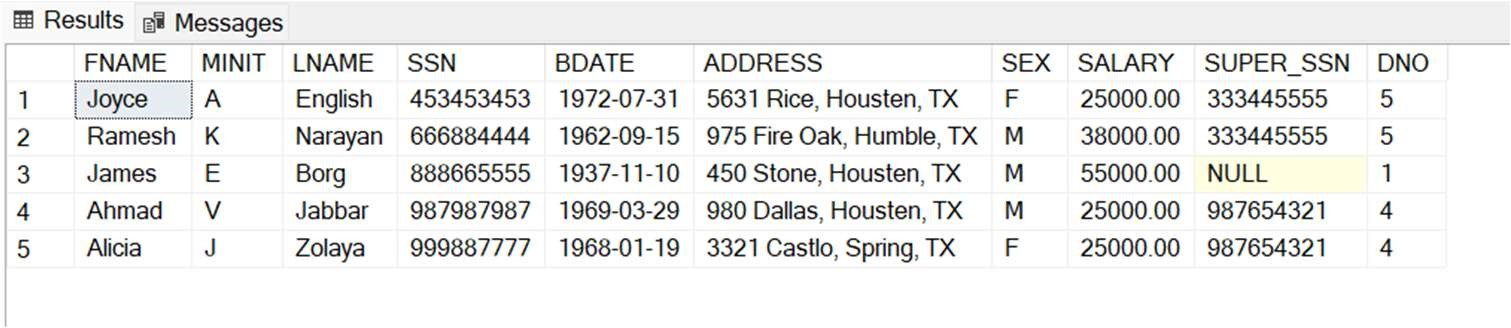 Results Messages
FNAME MINIT LNAME SSN BDATE ADDRESS SEX SALARY SUPER_SSN DNO
1 Joyce A English 453453453 1972-07-31 5631 Rice, Housten, TX F 25000.00 333445555 5
2 Ramesh K Narayan 666884444 1962-09-15 975 Fire Oak, Humble, TX M 38000.00 333445555 5
3 James E Borg 888665555 1937-11-10 450 Stone, Housten, TX M 55000.00 NULL 1
4 Ahmad V Jabbar 987987987 1969-03-29 980 Dallas, Housten, TX M 25000.00 987654321 4
5 Alicia J Zolaya 999887777 1968-01-19 3321 Castlo, Spring, TX F 25000.00 987654321 4